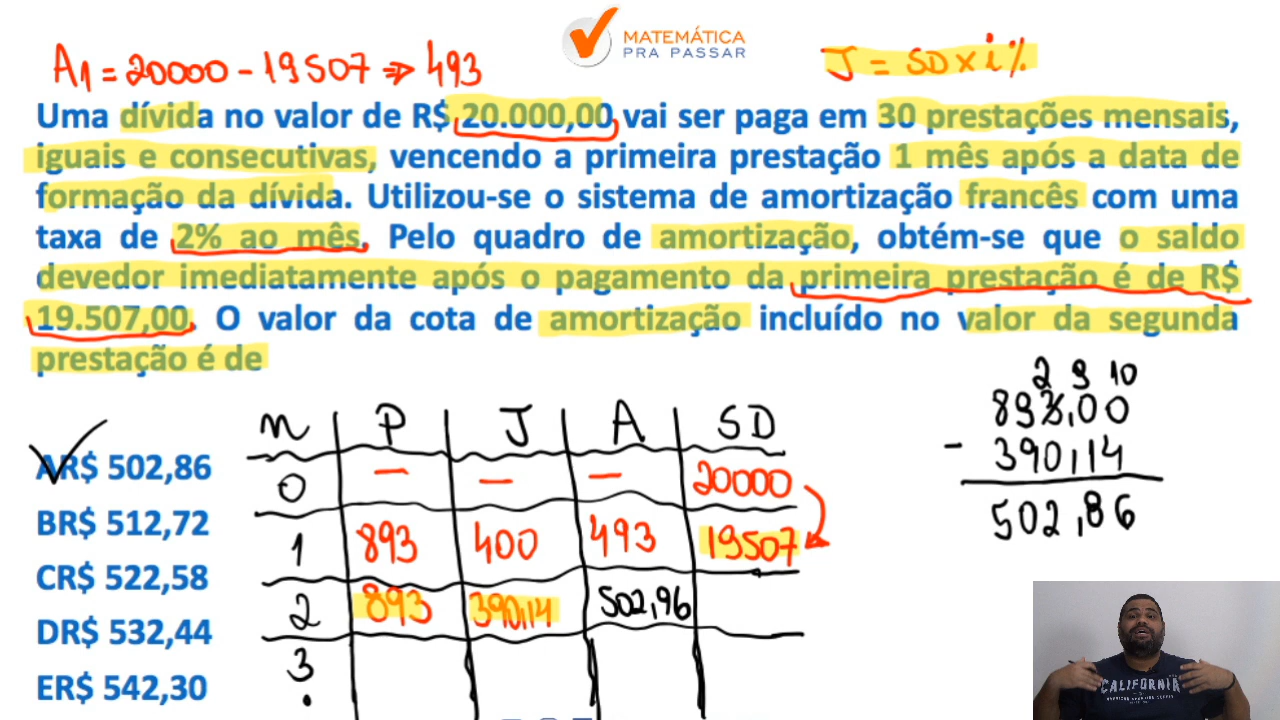 MATEMÁTICA
PRA PASSAR
A1 = 20000 - 19507 => 493
J = SD x i%
Uma dívida no valor de R$ 20.000,00 vai ser paga em 30 prestações mensais,
iguais e consecutivas, vencendo a primeira prestação 1 mês após a data de
formação da dívida. Utilizou-se o sistema de amortização francês com uma
taxa de 2% ao mês. Pelo quadro de amortização, obtém-se que o saldo
devedor imediatamente após o pagamento da primeira prestação é de R$
19.507,00. O valor da cota de amortização incluído no valor da segunda
prestação é de
AR$ 502,86
BR$ 512,72
CR$ 522,58
DR$ 532,44
ER$ 542,30
n P J A SD
0 — — — 20000
1 893 400 493 19507
2 893 390,14 502,96
3
2 9 10
893,00
- 390,14
502,86
CALIFORNIA